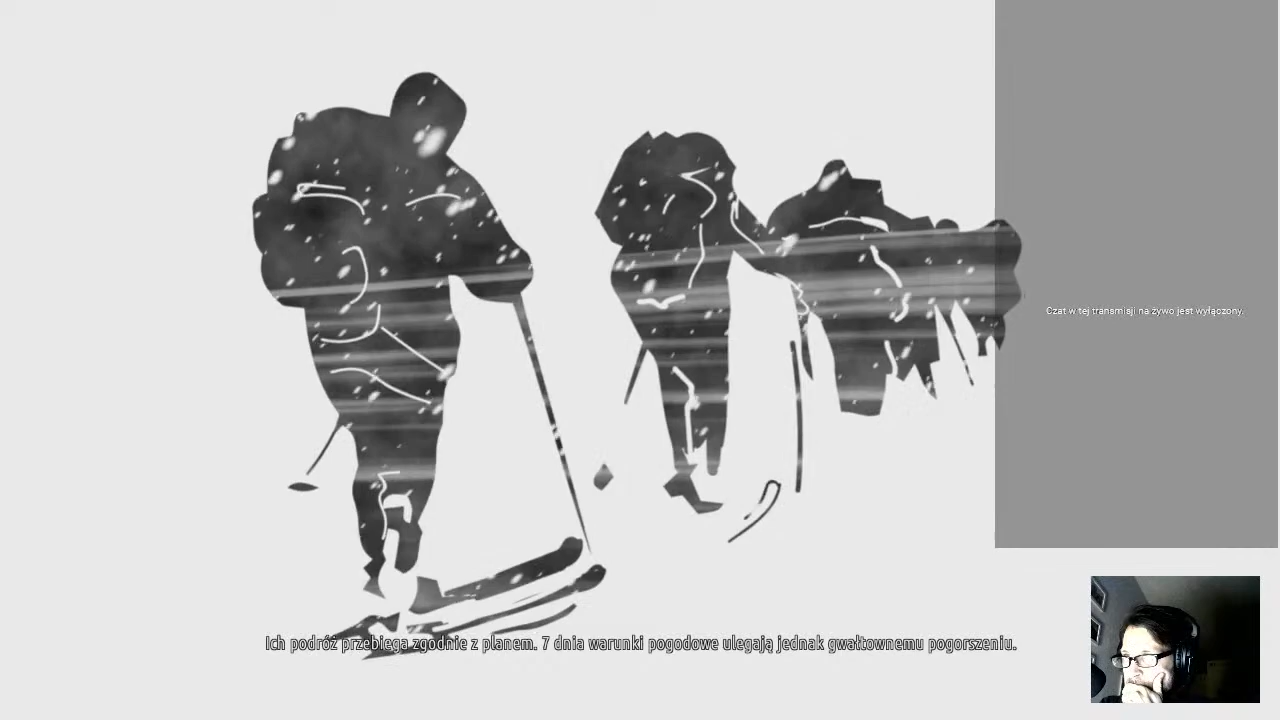 Czat w tej transmisji na żywo jest wyłączony.
Ich podróż przebiega zgodnie z planem. 7 dnia warunki pogodowe ulegają jednak gwałtownemu pogorszeniu.